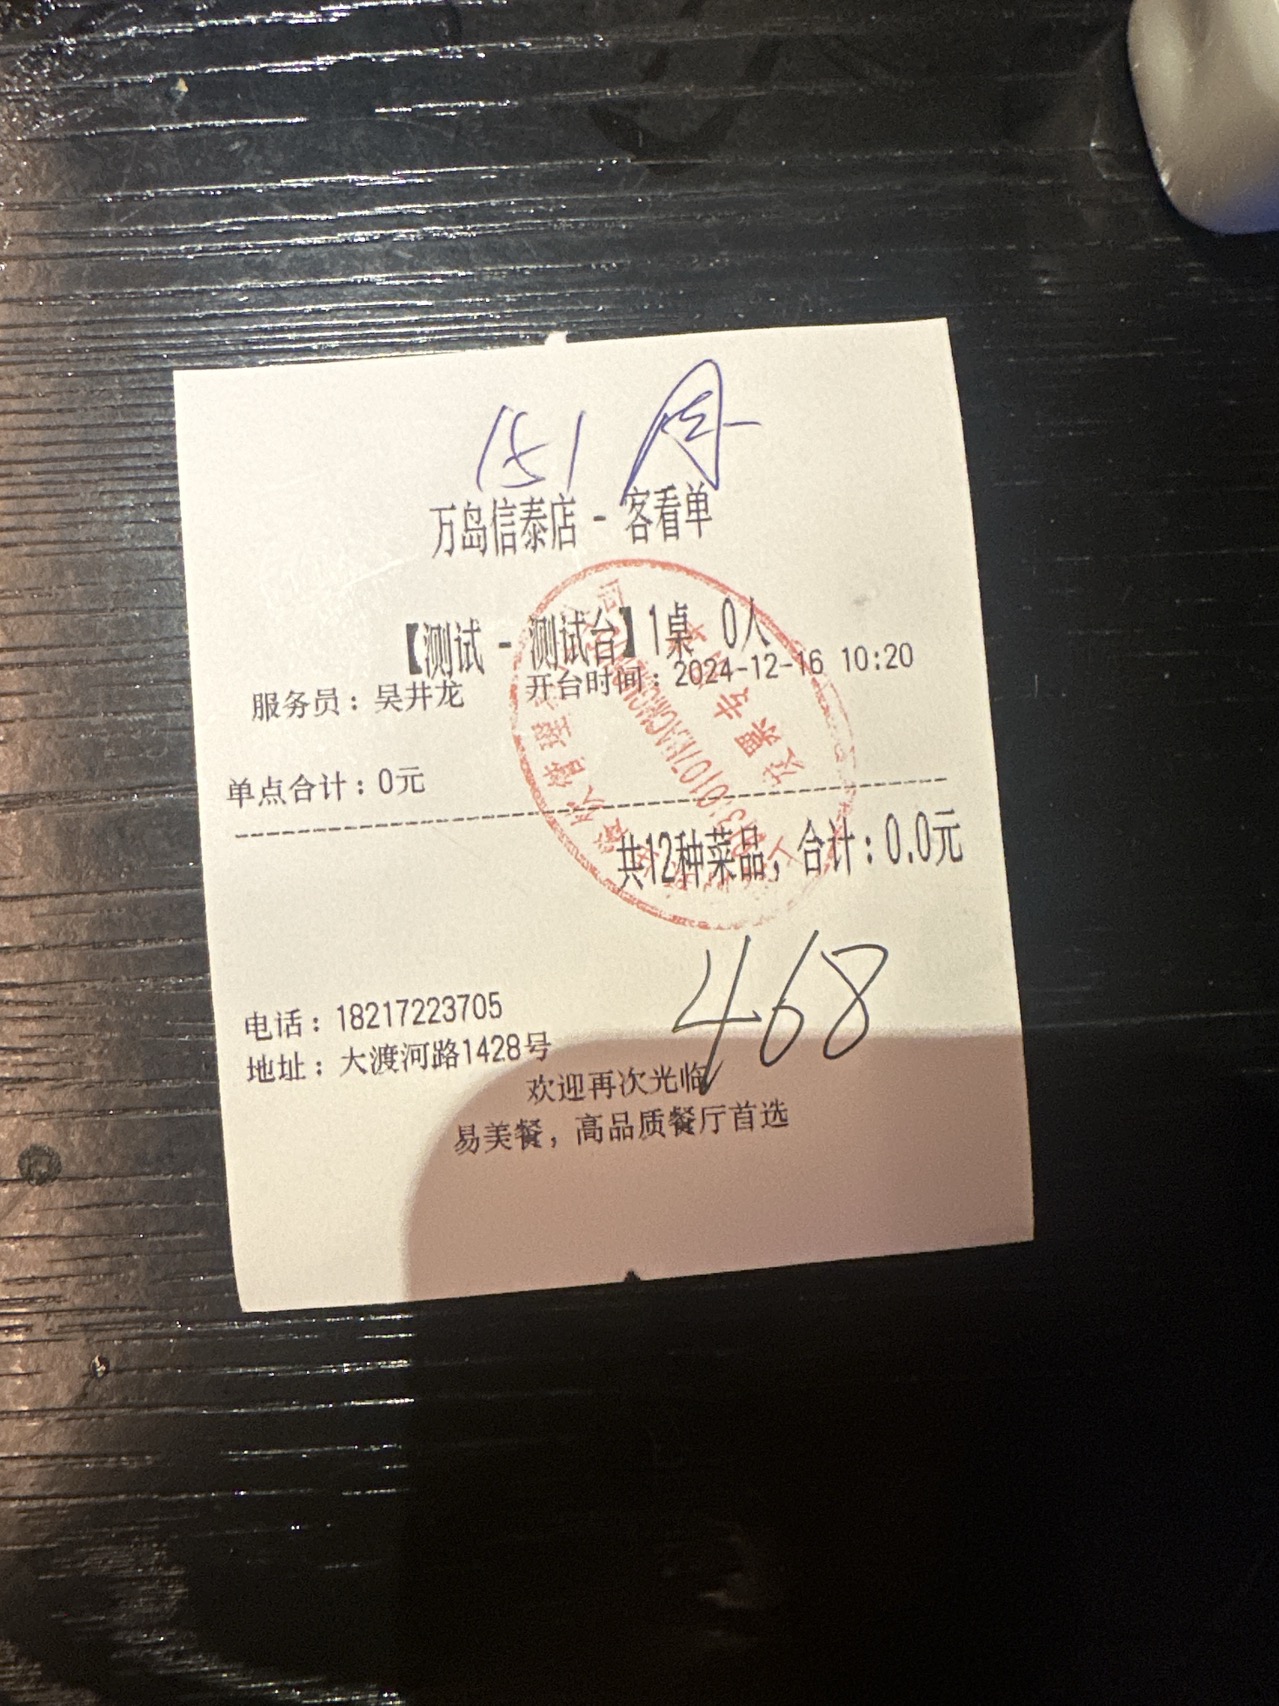 151
万岛信泰店 - 客看单
【测试 - 测试台】1桌 0人
服务员：吴井龙 开台时间：2024-12-16 10:20
单点合计：0元
共12种菜品，合计：0.0元
468
电话：18217223705
地址：大渡河路1428号
欢迎再次光临
易美餐，高品质餐厅首选
发票专